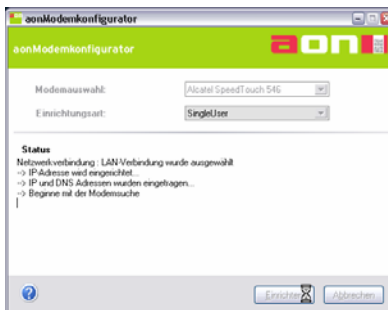 aonModemkonfigurator
aonModemkonfigurator
aon
Modemauswahl:
Alcatel SpeedTouch 546
Einrichtungsart:
SingleUser
Status
Netzwerkverbindung : LAN-Verbindung wurde ausgewählt
-> IP-Adresse wird eingerichtet...
-> IP und DNS Adressen wurden eingetragen...
-> Beginne mit der Modemsuche
?
Einrichten
Abbrechen